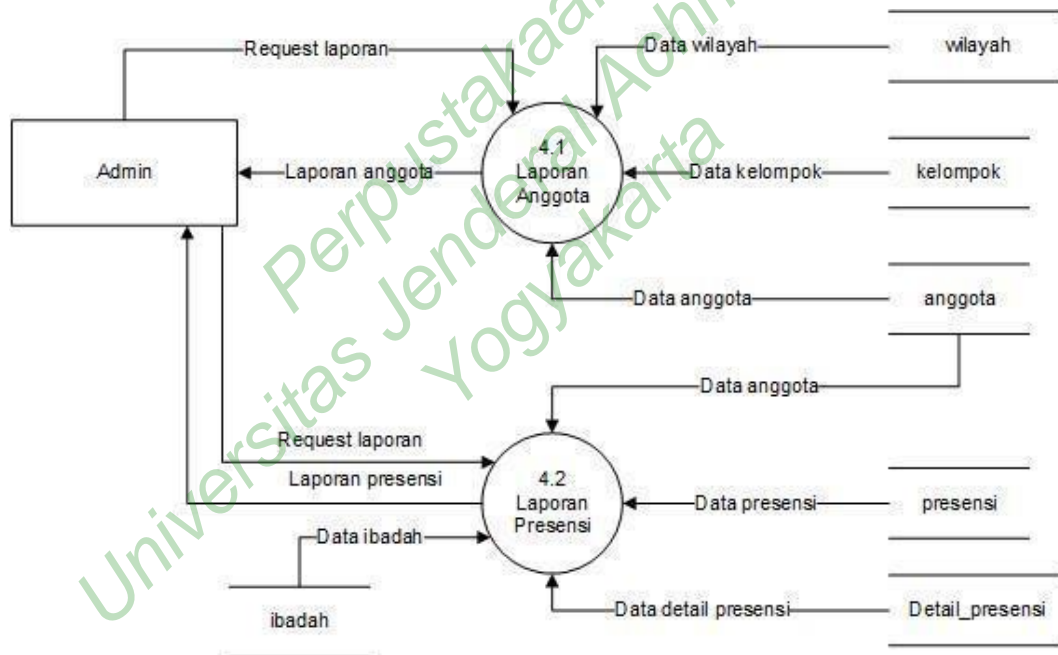 Request laporan
Data wilayah
wilayah
Admin
Laporan anggota
4.1
Laporan
Anggota
Data kelompok
kelompok
Data anggota
anggota
Data anggota
Request laporan
Laporan presensi
4.2
Laporan
Presensi
Data presensi
presensi
Data ibadah
ibadah
Data detail presensi
Detail_presensi
Perpustakaan
Universitas Jenderal Achm
Yogyakarta